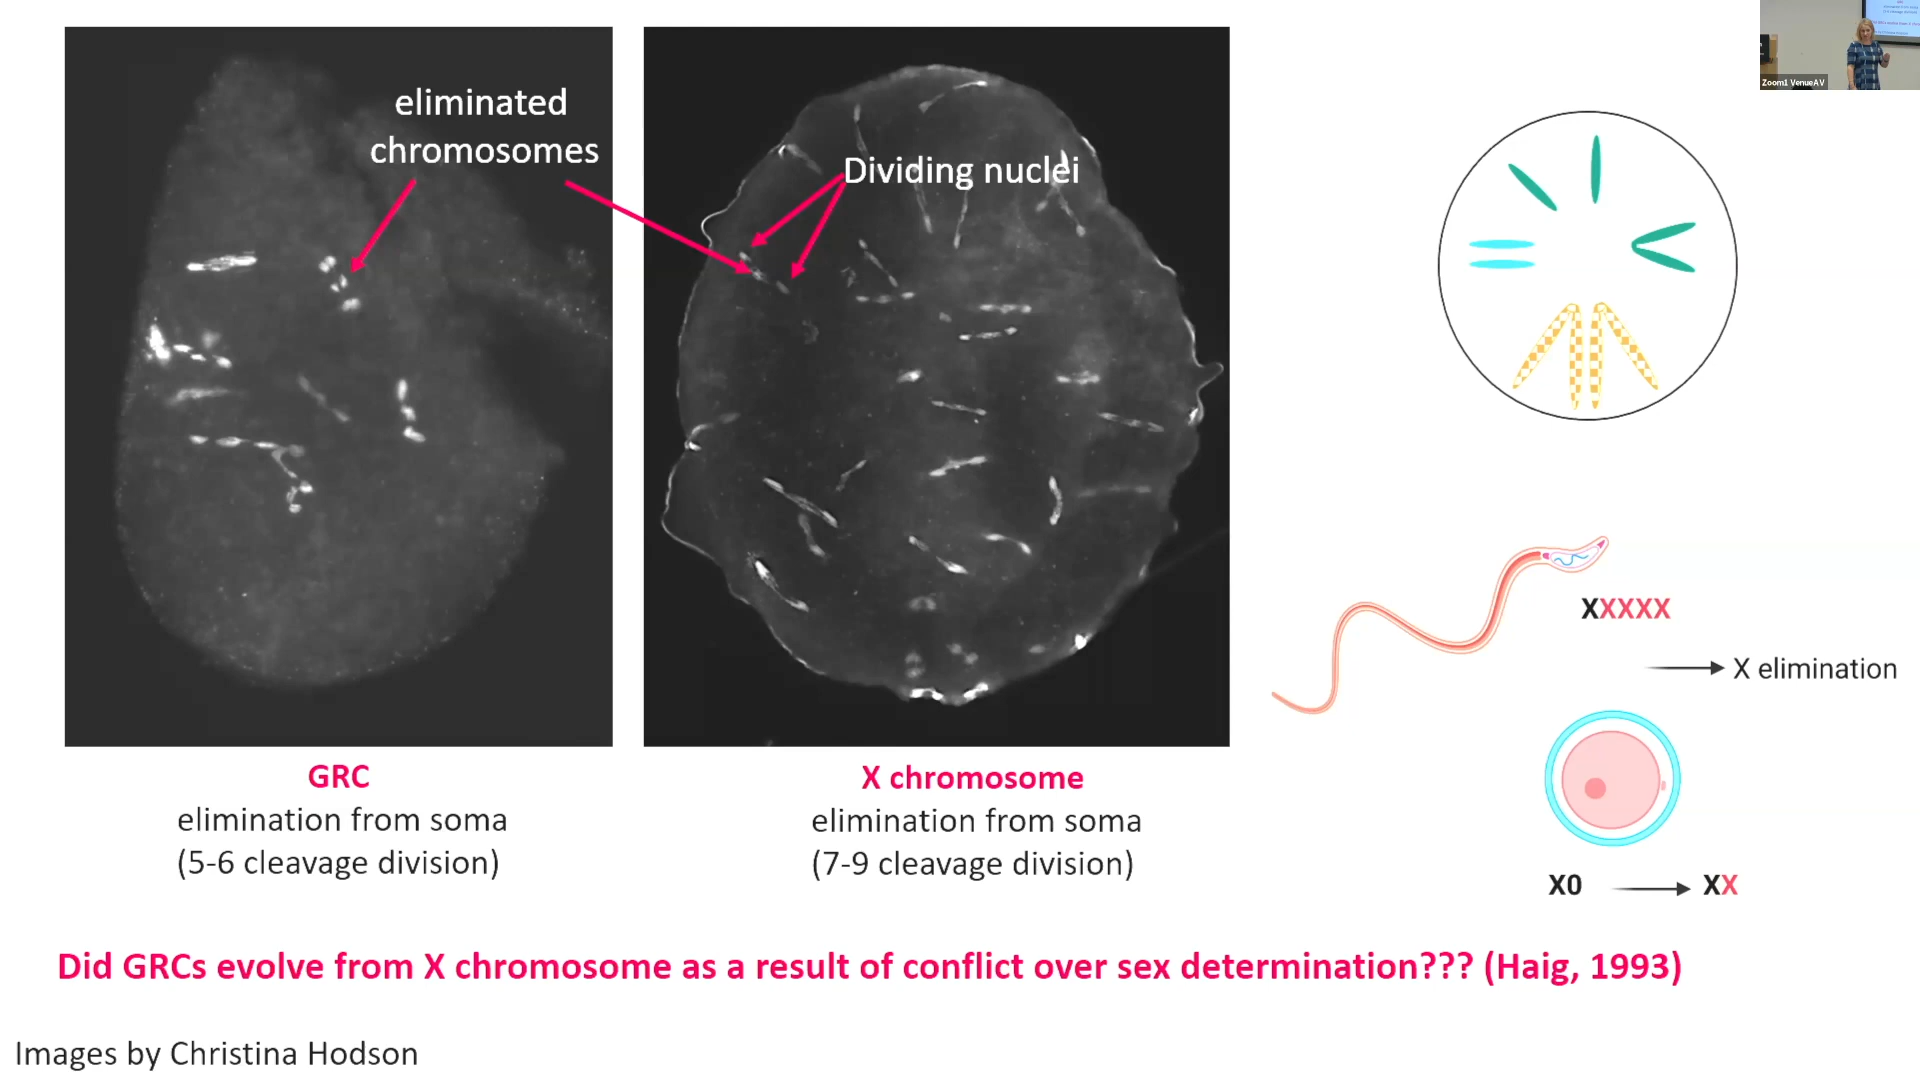 eliminated
chromosomes
Dividing nuclei
GRC
elimination from soma
(5-6 cleavage division)
X chromosome
elimination from soma
(7-9 cleavage division)
XXXXX
X elimination
X0
XX
Did GRCs evolve from X chromosome as a result of conflict over sex determination??? (Haig, 1993)
Images by Christina Hodson
Zoom1 VenueAV